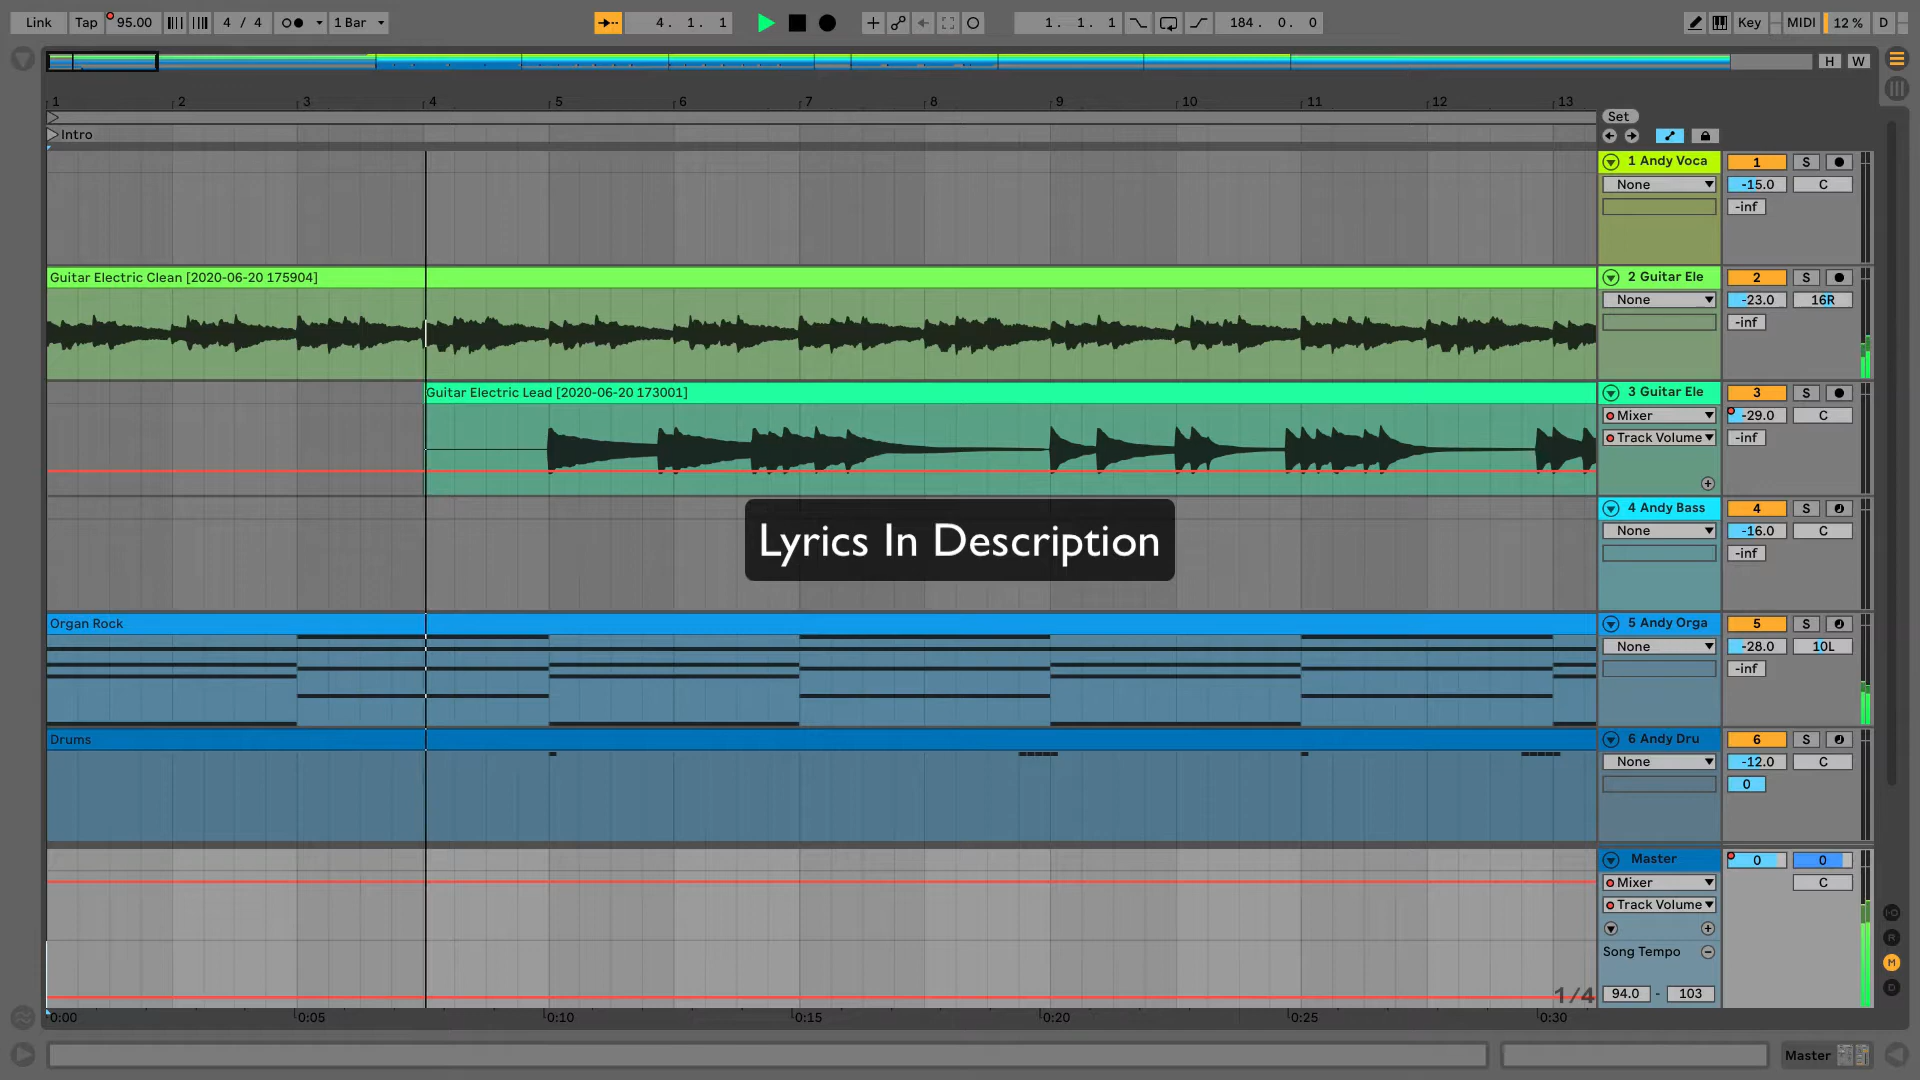 Link Tap 95.00 4 / 4 1 Bar 4. 1. 1 1. 1. 1 184. 0. 0 Key MIDI 12 % D
H W
1 2 3 4 5 6 7 8 9 10 11 12 13
Set
Intro
1 Andy Voca 1 S
None -15.0 C
-inf
Guitar Electric Clean [2020-06-20 175904] 2 Guitar Ele 2 S
None -23.0 16R
-inf
Guitar Electric Lead [2020-06-20 173001] 3 Guitar Ele 3 S
Mixer -29.0 C
Track Volume -inf
4 Andy Bass 4 S
None -16.0 C
-inf
Lyrics In Description
Organ Rock 5 Andy Orga 5 S
None -28.0 10L
-inf
Drums 6 Andy Dru 6 S
None -12.0 C
0
Master 0 0
Mixer C
Track Volume
Song Tempo
1/4 94.0 - 103
I·O
R
M
D
0:00 0:05 0:10 0:15 0:20 0:25 0:30
Master